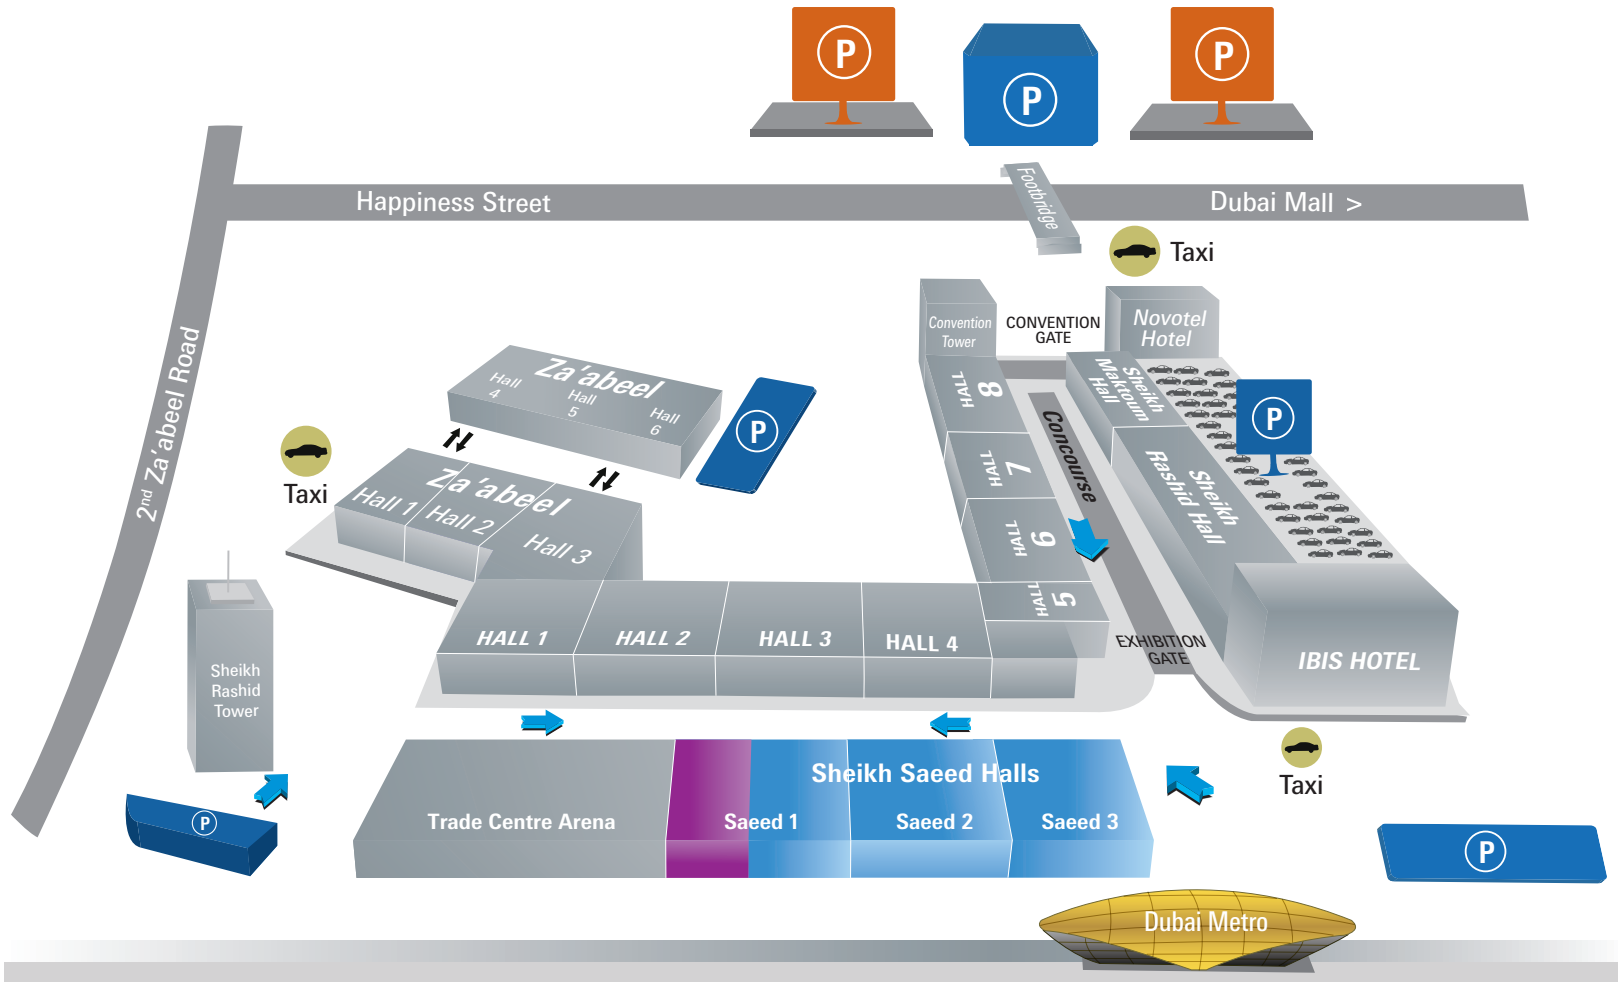 P
P
P
Happiness Street
Footbridge
Dubai Mall >
Taxi
2nd Za'abeel Road
Convention
Tower
CONVENTION
GATE
Novotel
Hotel
Za'abeel
Hall
4
Hall
5
Hall
6
P
HALL 8
Sheikh
Maktoum
Hall
P
Concourse
Taxi
Za'abeel
Hall 1
Hall 2
Hall 3
HALL 7
Sheikh
Rashid Hall
HALL 6
HALL 5
HALL 1
HALL 2
HALL 3
HALL 4
EXHIBITION
GATE
IBIS HOTEL
Sheikh
Rashid
Tower
Sheikh Saeed Halls
Taxi
P
Trade Centre Arena
Saeed 1
Saeed 2
Saeed 3
P
Dubai Metro